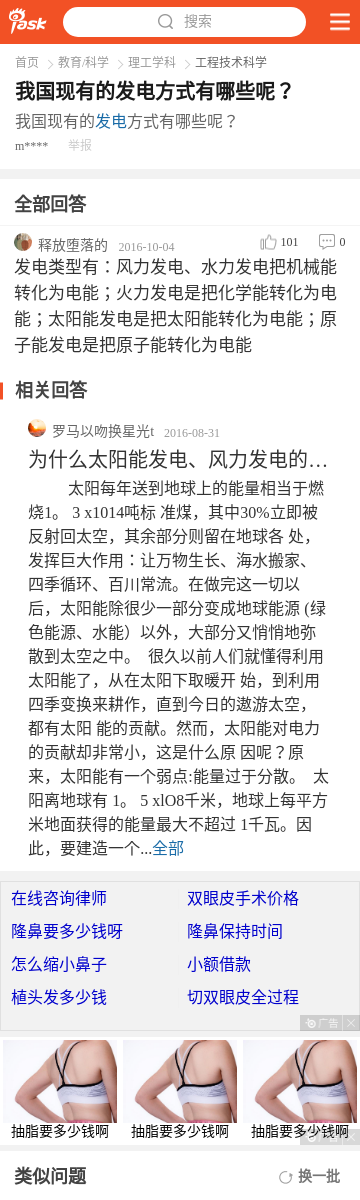 iask
搜索
首页 教育/科学 理工学科 工程技术科学
我国现有的发电方式有哪些呢？
我国现有的发电方式有哪些呢？
m**** 举报
全部回答
释放堕落的 2016-10-04 101 0
发电类型有：风力发电、水力发电把机械能
转化为电能；火力发电是把化学能转化为电
能；太阳能发电是把太阳能转化为电能；原
子能发电是把原子能转化为电能
相关回答
罗马以吻换星光t 2016-08-31
为什么太阳能发电、风力发电的…
太阳每年送到地球上的能量相当于燃
烧1。 3 x1014吨标 准煤，其中30%立即被
反射回太空，其余部分则留在地球各 处，
发挥巨大作用：让万物生长、海水搬家、
四季循环、百川常流。在做完这一切以
后，太阳能除很少一部分变成地球能源 (绿
色能源、水能）以外，大部分又悄悄地弥
散到太空之中。 很久以前人们就懂得利用
太阳能了，从在太阳下取暖开 始，到利用
四季变换来耕作，直到今日的遨游太空，
都有太阳 能的贡献。然而，太阳能对电力
的贡献却非常小，这是什么原 因呢？原
来，太阳能有一个弱点:能量过于分散。 太
阳离地球有 1。 5 xlO8千米，地球上每平方
米地面获得的能量最大不超过 1千瓦。因
此，要建造一个...全部
在线咨询律师 双眼皮手术价格
隆鼻要多少钱呀 隆鼻保持时间
怎么缩小鼻子 小额借款
植头发多少钱 切双眼皮全过程
广告
抽脂要多少钱啊 抽脂要多少钱啊 抽脂要多少钱啊
类似问题 换一批